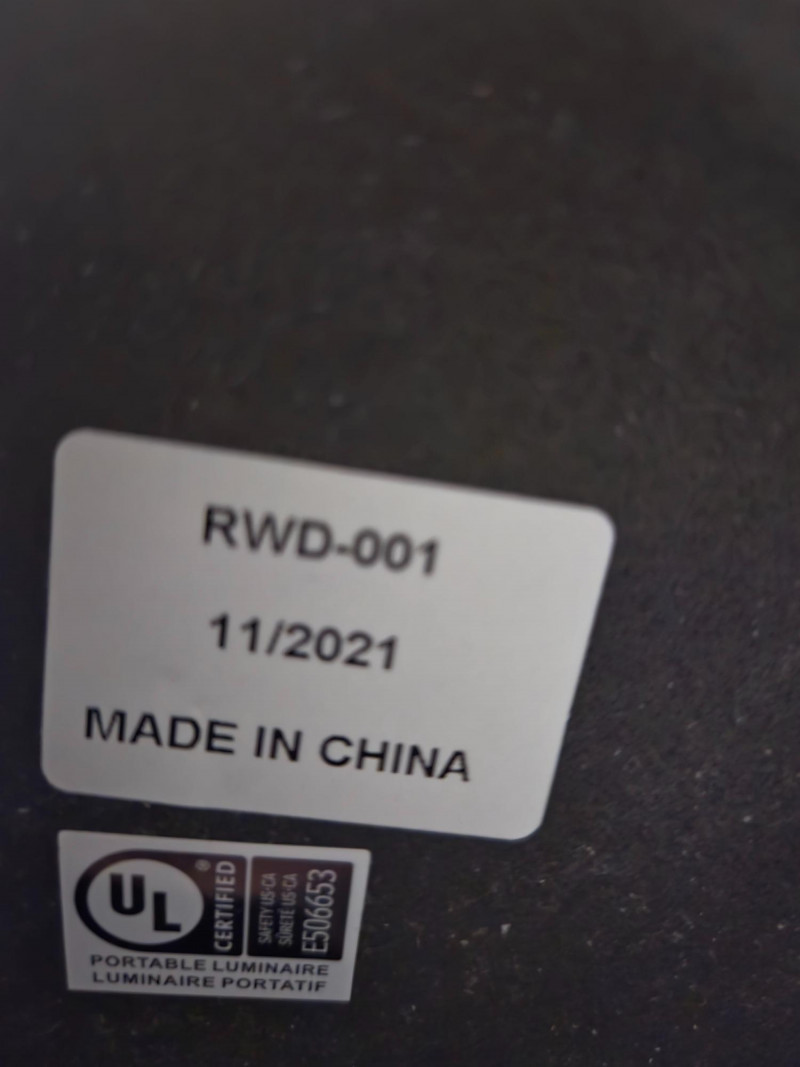 RWD-001
11/2021
MADE IN CHINA
UL ® CERTIFIED
SAFETY US-CA
SÛRETÉ US-CA
E506653
PORTABLE LUMINAIRE
LUMINAIRE PORTATIF